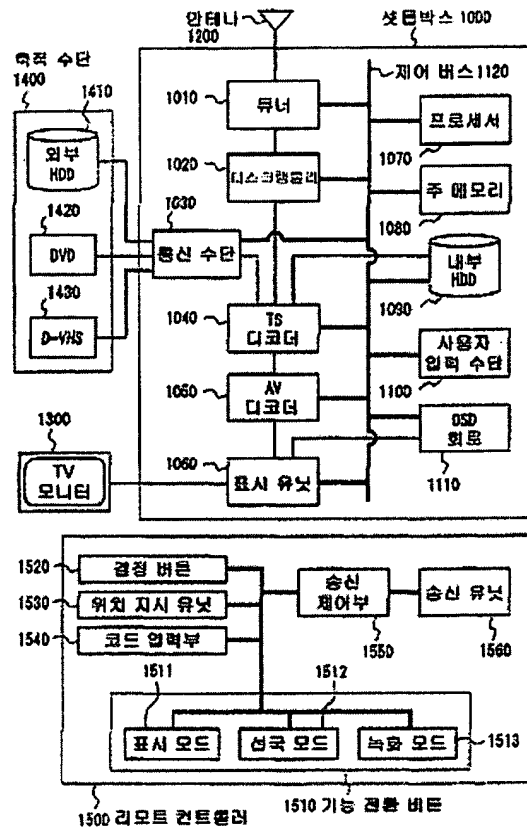 안테나
1200
셋톱박스 1000
축적 수단
1400
1410
외부
HDD
1420
DVD
1430
D-VHS
1010
튜너
1020
디스크램블러
1030
통신 수단
1040
TS
디코더
1050
AV
디코더
1060
표시 유닛
1300
TV
모니터
제어 버스 1120
프로세서
1070
주 메모리
1080
내부
HDD
1090
사용자
입력 수단
1100
OSD
회로
1110
1520
결정 버튼
1530
위치 지시 유닛
1540
코드 입력부
송신
제어부
1550
송신 유닛
1560
1511
1512
표시 모드
선국 모드
녹화 모드
1513
1500 리모트 컨트롤러
1510 기능 전환 버튼